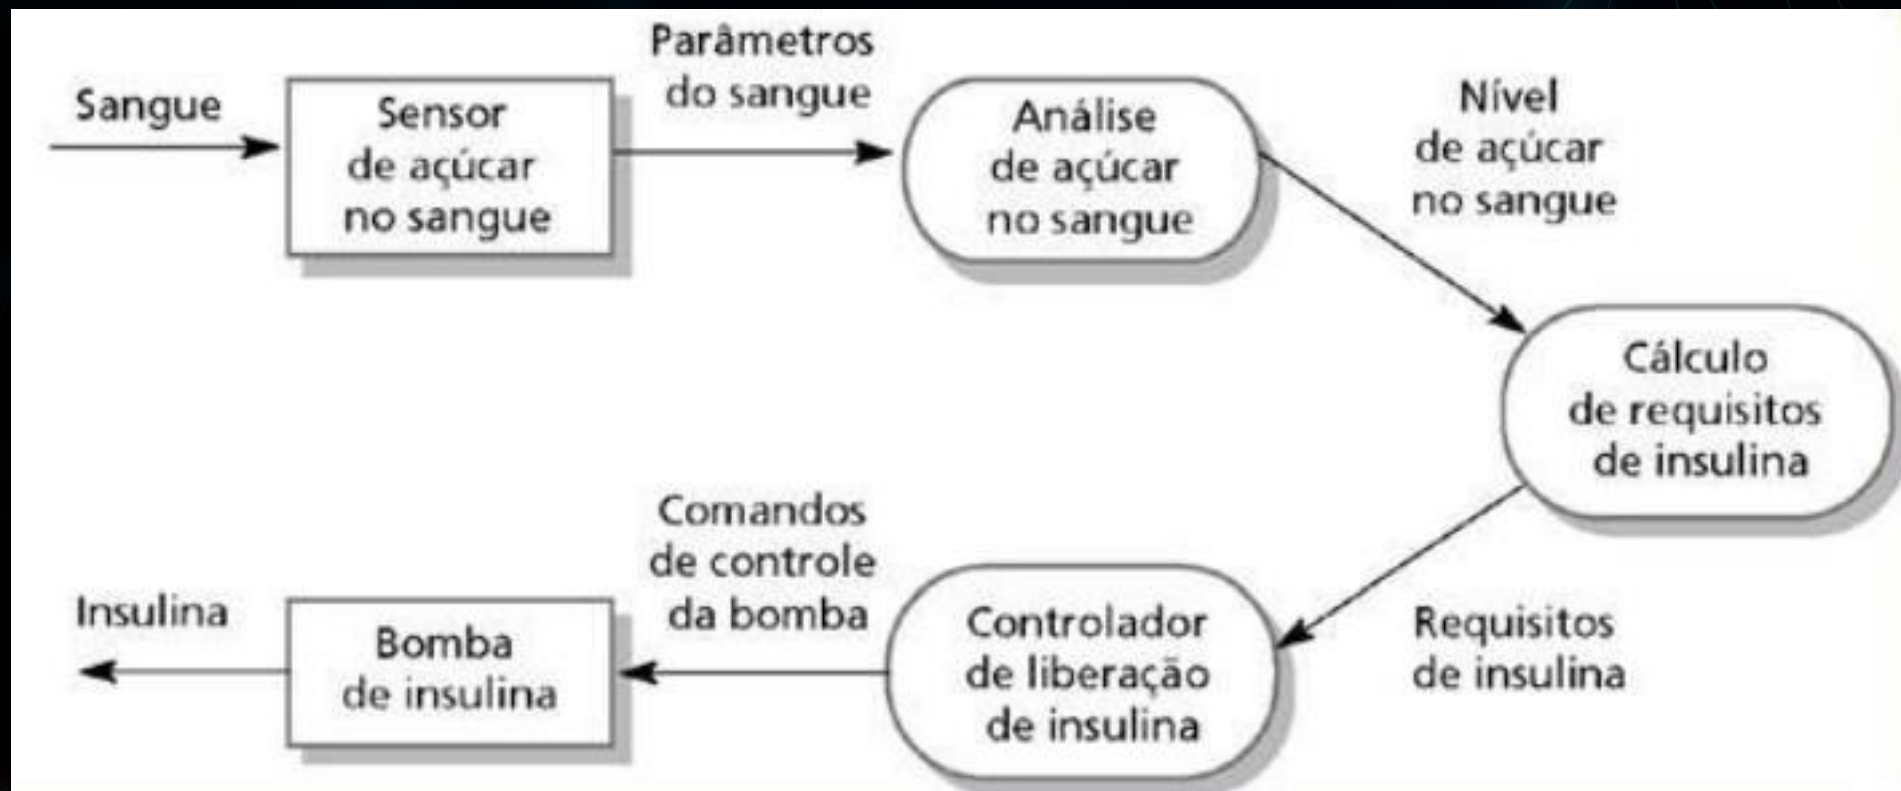 Sangue
Sensor
de açúcar
no sangue
Parâmetros
do sangue
Análise
de açúcar
no sangue
Nível
de açúcar
no sangue
Cálculo
de requisitos
de insulina
Requisitos
de insulina
Controlador
de liberação
de insulina
Comandos
de controle
da bomba
Bomba
de insulina
Insulina